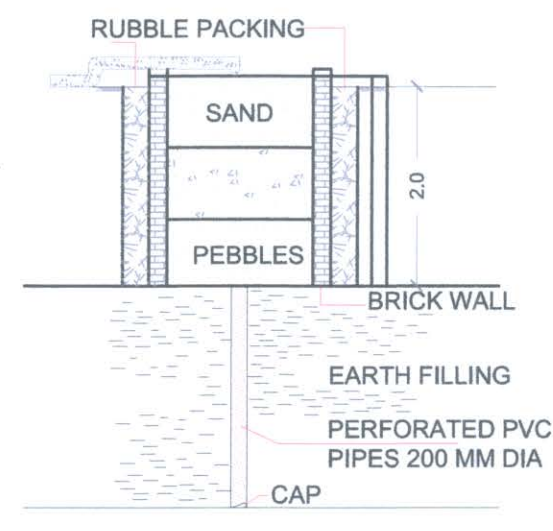 RUBBLE PACKING
SAND
2.0
PEBBLES
BRICK WALL
EARTH FILLING
PERFORATED PVC
PIPES 200 MM DIA
CAP